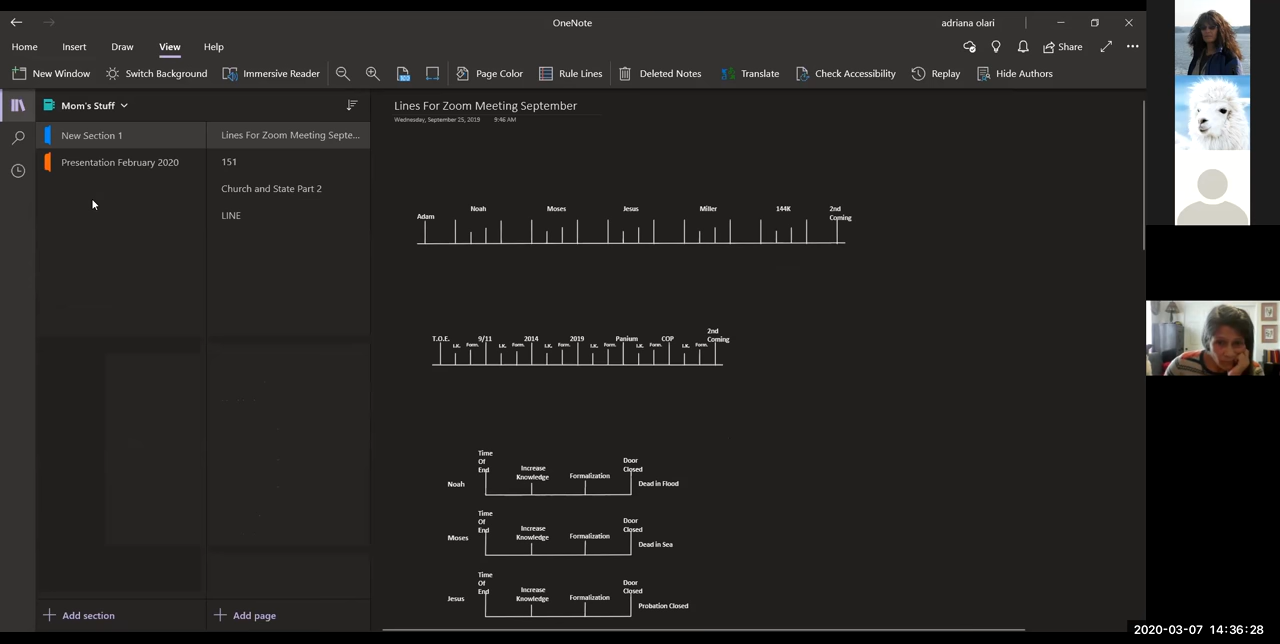 OneNote
adriana olari
Home Insert Draw View Help
Share
New Window Switch Background Immersive Reader Page Color Rule Lines Deleted Notes Translate Check Accessibility Replay Hide Authors
Mom's Stuff
New Section 1
Presentation February 2020
Lines For Zoom Meeting Septe...
151
Church and State Part 2
LINE
Add section
Add page
Lines For Zoom Meeting September
Wednesday, September 25, 2019 9:46 AM
Adam Noah Moses Jesus Miller 144K 2nd
Coming
T.O.E. 9/11 2014 2019 Panium COP 2nd
Coming
I.K. Form. I.K. Form. I.K. Form. I.K. Form. I.K. Form. I.K. Form.
Time
Of
End
Increase
Knowledge
Formalization
Door
Closed
Noah
Dead in Flood
Time
Of
End
Increase
Knowledge
Formalization
Door
Closed
Moses
Dead in Sea
Time
Of
End
Increase
Knowledge
Formalization
Door
Closed
Jesus
Probation Closed
2020-03-07 14:36:28